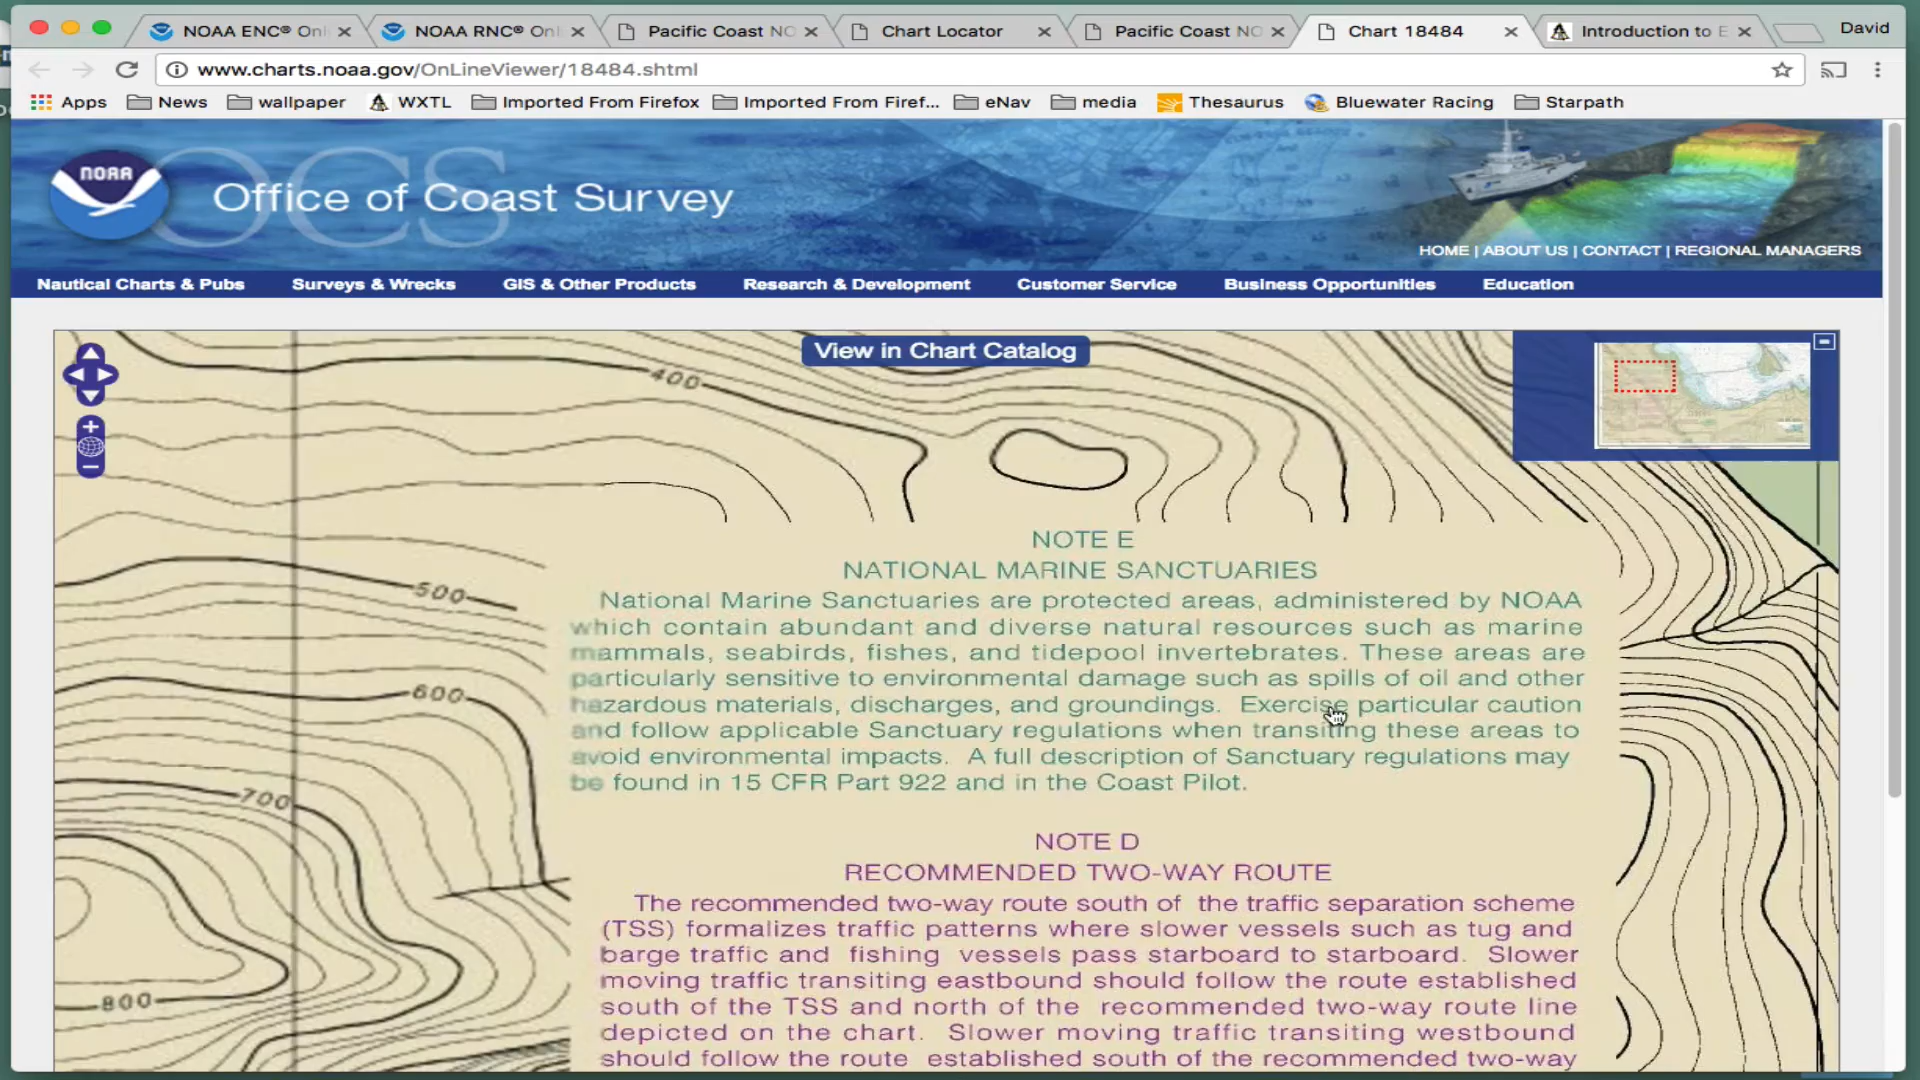 NOAA ENC® Onl
NOAA RNC® Onl
Pacific Coast NO
Chart Locator
Pacific Coast NO
Chart 18484
Introduction to E
David
www.charts.noaa.gov/OnLineViewer/18484.shtml
Apps
News
wallpaper
WXTL
Imported From Firefox
Imported From Firef...
eNav
media
Thesaurus
Bluewater Racing
Starpath
NOAA
OCS
Office of Coast Survey
HOME | ABOUT US | CONTACT | REGIONAL MANAGERS
Nautical Charts & Pubs
Surveys & Wrecks
GIS & Other Products
Research & Development
Customer Service
Business Opportunities
Education
View in Chart Catalog
400
500
600
700
800
NOTE E
NATIONAL MARINE SANCTUARIES
National Marine Sanctuaries are protected areas, administered by NOAA
which contain abundant and diverse natural resources such as marine
mammals, seabirds, fishes, and tidepool invertebrates. These areas are
particularly sensitive to environmental damage such as spills of oil and other
hazardous materials, discharges, and groundings. Exercise particular caution
and follow applicable Sanctuary regulations when transiting these areas to
avoid environmental impacts. A full description of Sanctuary regulations may
be found in 15 CFR Part 922 and in the Coast Pilot.
NOTE D
RECOMMENDED TWO-WAY ROUTE
The recommended two-way route south of the traffic separation scheme
(TSS) formalizes traffic patterns where slower vessels such as tug and
barge traffic and fishing vessels pass starboard to starboard. Slower
moving traffic transiting eastbound should follow the route established
south of the TSS and north of the recommended two-way route line
depicted on the chart. Slower moving traffic transiting westbound
should follow the route established south of the recommended two-way